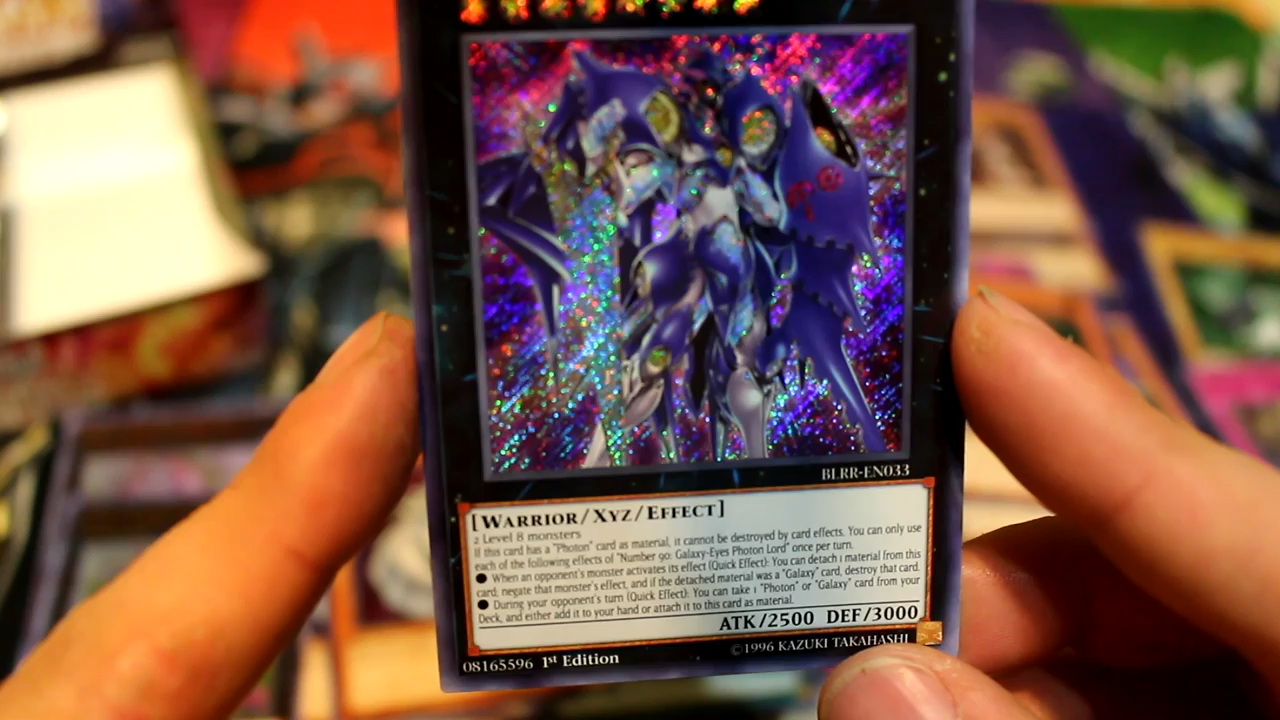 BLRR-EN033
[WARRIOR/XYZ/EFFECT]
2 Level 8 monsters
If this card has a "Photon" card as material, it cannot be destroyed by card effects. You can only use
each of the following effects of "Number 90: Galaxy-Eyes Photon Lord" once per turn.
● When an opponent's monster activates its effect (Quick Effect): You can detach 1 material from this
card; negate that monster's effect, and if the detached material was a "Galaxy" card, destroy that card.
● During your opponent's turn (Quick Effect): You can take 1 "Photon" or "Galaxy" card from your
Deck, and either add it to your hand or attach it to this card as material.
ATK/2500 DEF/3000
08165596 1st Edition ©1996 KAZUKI TAKAHASHI